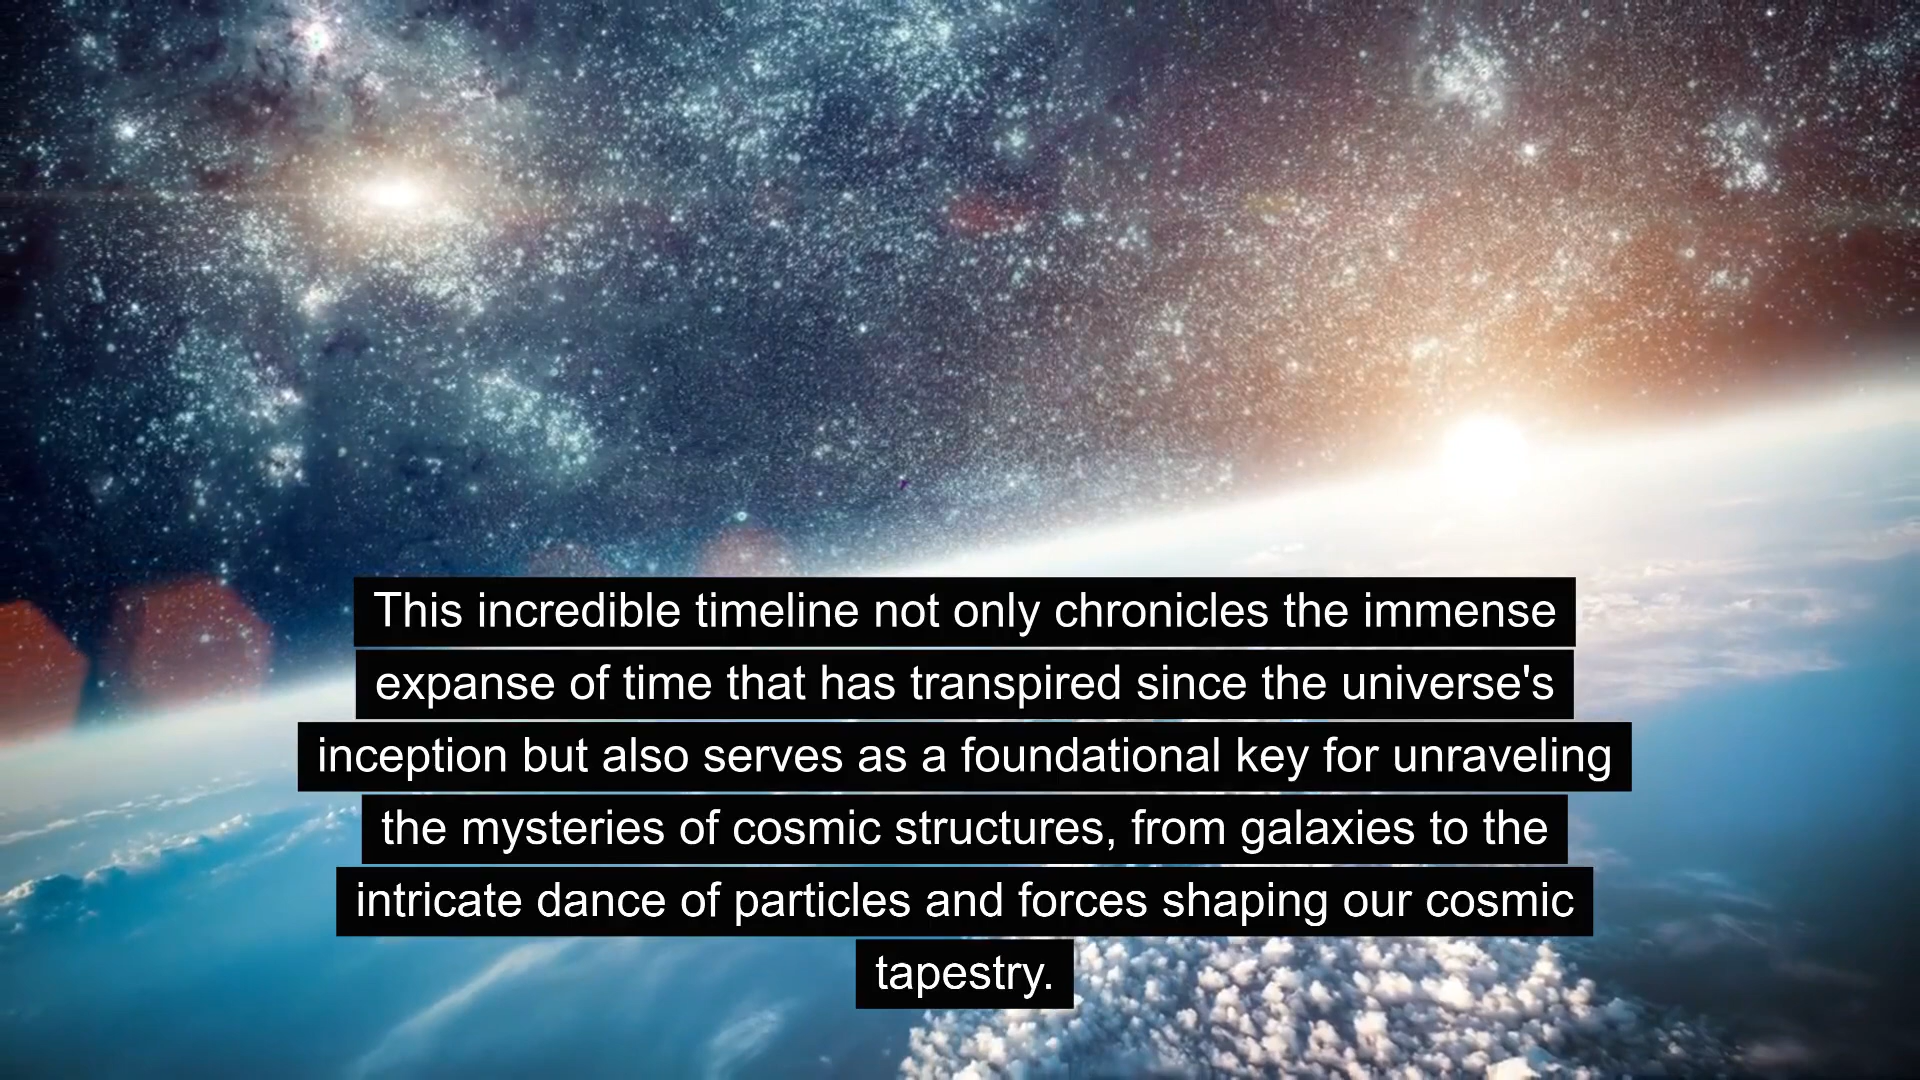 This incredible timeline not only chronicles the immense
expanse of time that has transpired since the universe's
inception but also serves as a foundational key for unraveling
the mysteries of cosmic structures, from galaxies to the
intricate dance of particles and forces shaping our cosmic
tapestry.